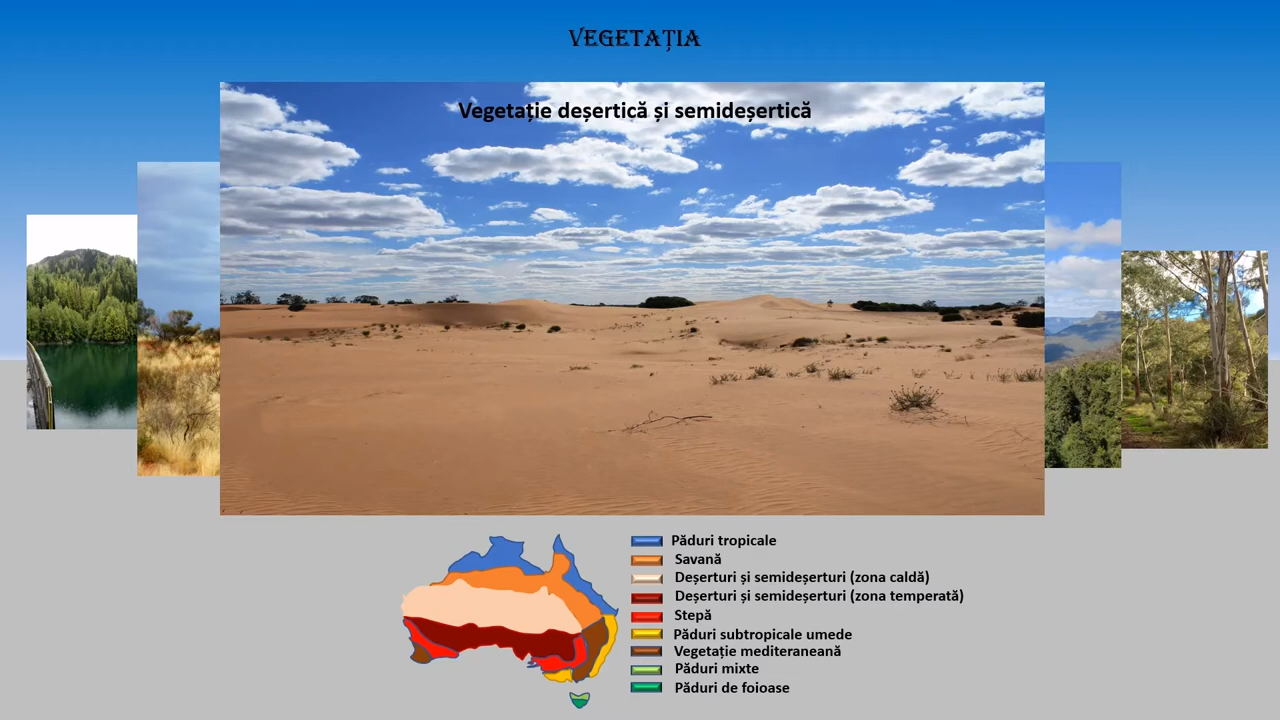 VEGETAȚIA
Vegetație deșertică și semideșertică
Păduri tropicale
Savană
Deșerturi și semideșerturi (zona caldă)
Deșerturi și semideșerturi (zona temperată)
Stepă
Păduri subtropicale umede
Vegetație mediteraneană
Păduri mixte
Păduri de foioase